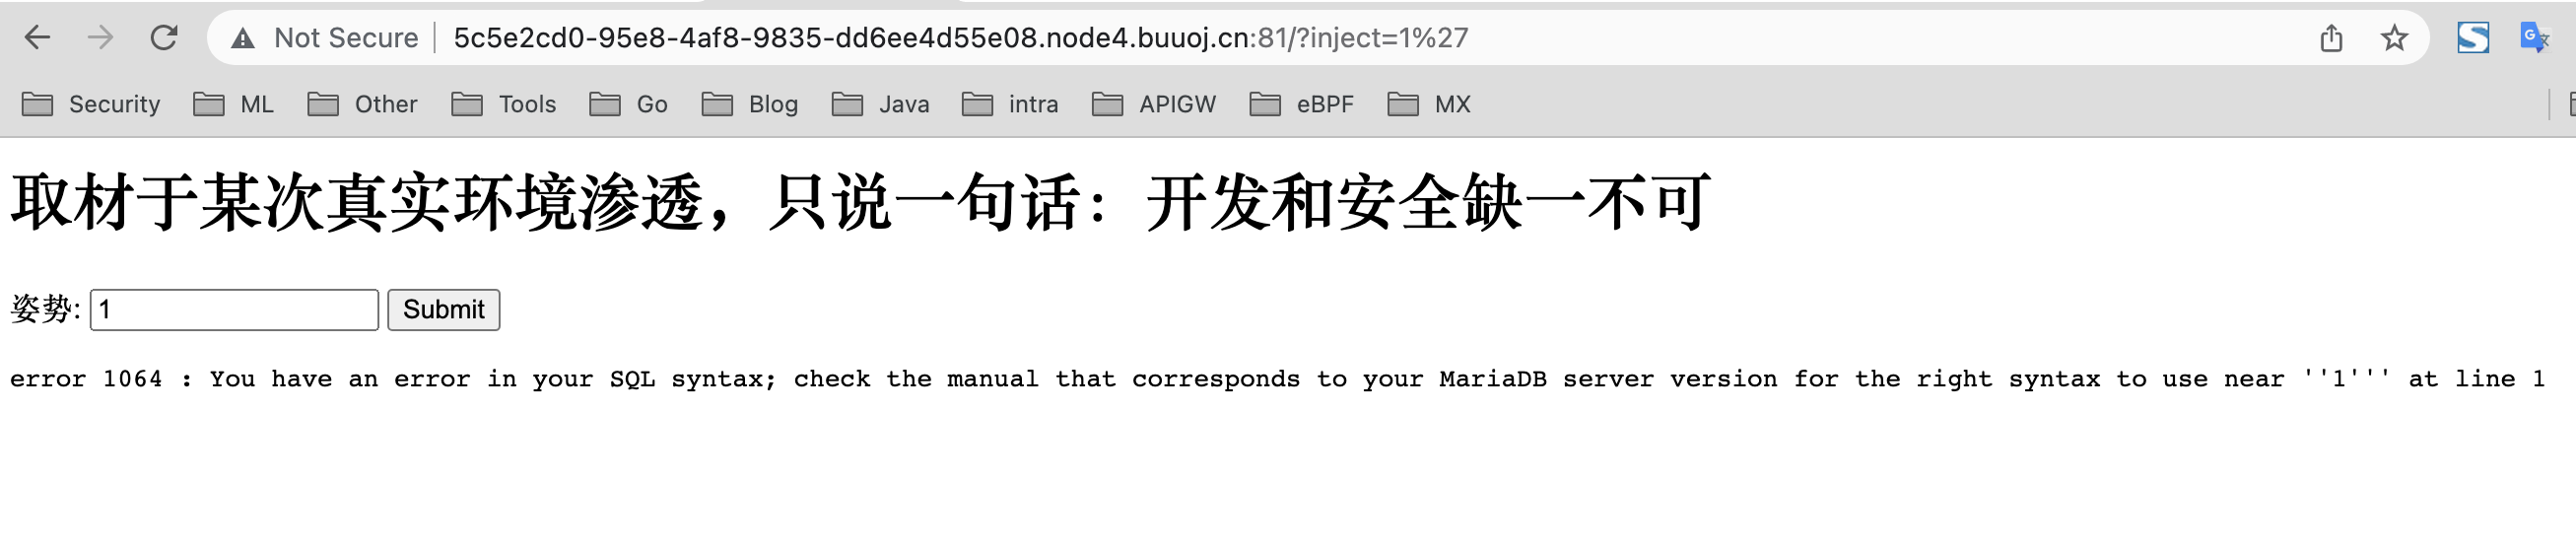 Not Secure 5c5e2cd0-95e8-4af8-9835-dd6ee4d55e08.node4.buuoj.cn:81/?inject=1%27
Security ML Other Tools Go Blog Java intra APIGW eBPF MX
取材于某次真实环境渗透，只说一句话：开发和安全缺一不可
姿势: 1 Submit
error 1064 : You have an error in your SQL syntax; check the manual that corresponds to your MariaDB server version for the right syntax to use near ''1''' at line 1